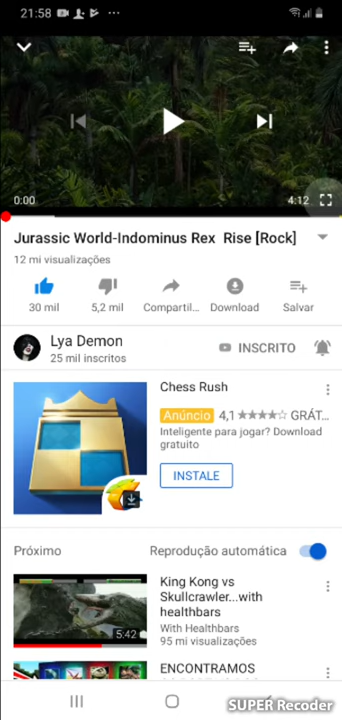 21:58
0:00
4:12
Jurassic World-Indominus Rex Rise [Rock]
12 mi visualizações
30 mil
5,2 mil
Compartil...
Download
Salvar
Lya Demon
INSCRITO
25 mil inscritos
Chess Rush
Anúncio 4,1 GRÁT...
Inteligente para jogar? Download
gratuito
INSTALE
Próximo
Reprodução automática
King Kong vs
Skullcrawler...with
healthbars
With Healthbars
95 mi visualizações
5:42
ENCONTRAMOS
SUPER Recoder